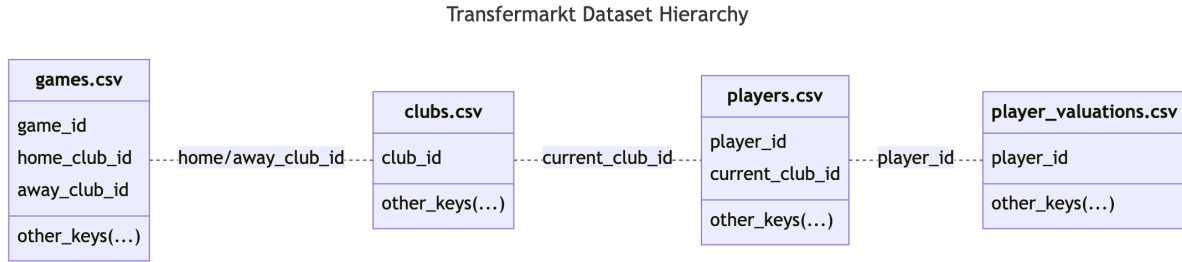 Transfermarkt Dataset Hierarchy
games.csv
game_id
home_club_id
away_club_id
other_keys(...)
home/away_club_id
clubs.csv
club_id
other_keys(...)
current_club_id
players.csv
player_id
current_club_id
other_keys(...)
player_id
player_valuations.csv
player_id
other_keys(...)